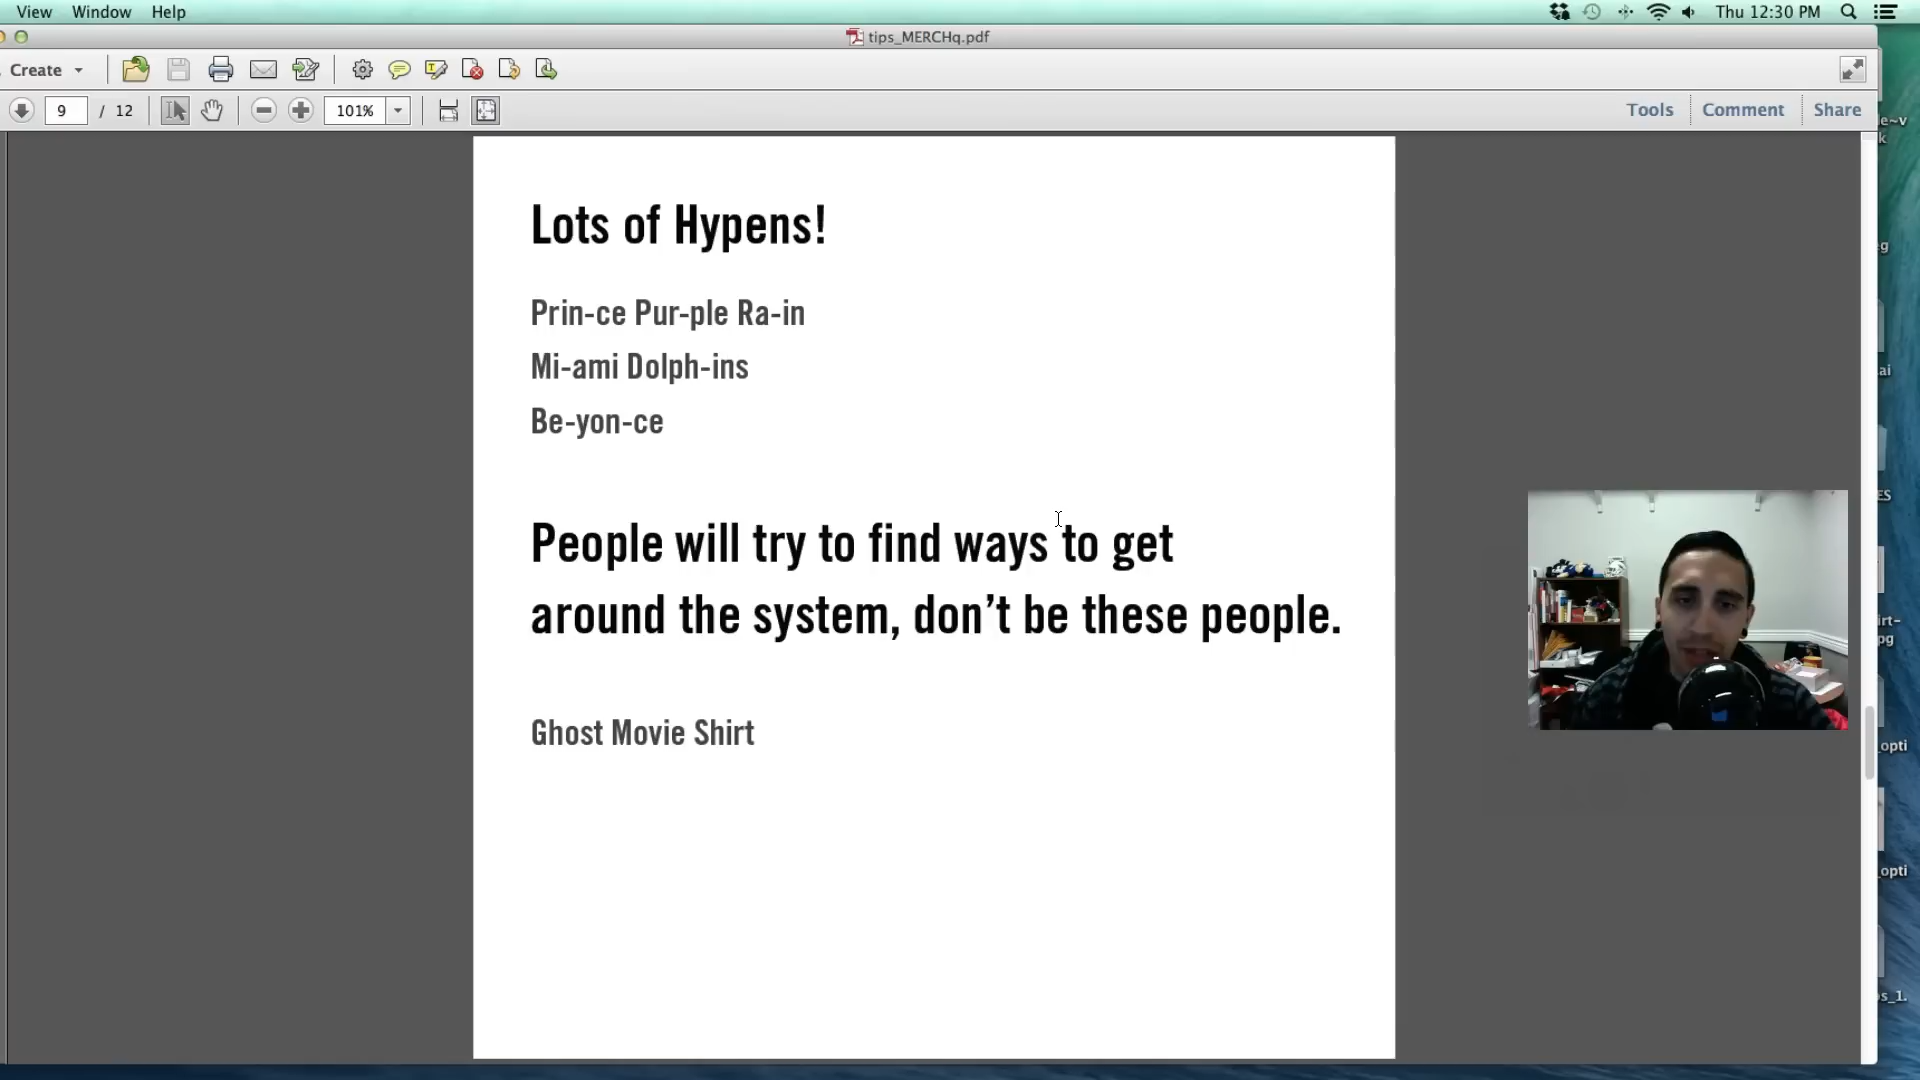 View Window Help Thu 12:30 PM
tips_MERCHq.pdf
Create
9 / 12 101% Tools Comment Share
Lots of Hypens!
Prin-ce Pur-ple Ra-in
Mi-ami Dolph-ins
Be-yon-ce
People will try to find ways to get
around the system, don't be these people.
Ghost Movie Shirt